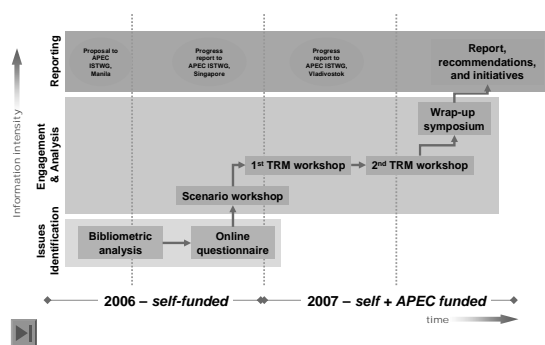 Reporting
Proposal to
APEC
ISTWG,
Manila
Progress
report to
APEC ISTWG,
Singapore
Progress
report to
APEC ISTWG,
Vladivostok
Report,
recommendations,
and initiatives
Information Intensity
Engagement
& Analysis
Wrap-up
symposium
1st TRM workshop
2nd TRM workshop
Scenario workshop
Issues
Identification
Bibliometric
analysis
Online
questionnaire
2006 – self-funded
2007 – self + APEC funded
time